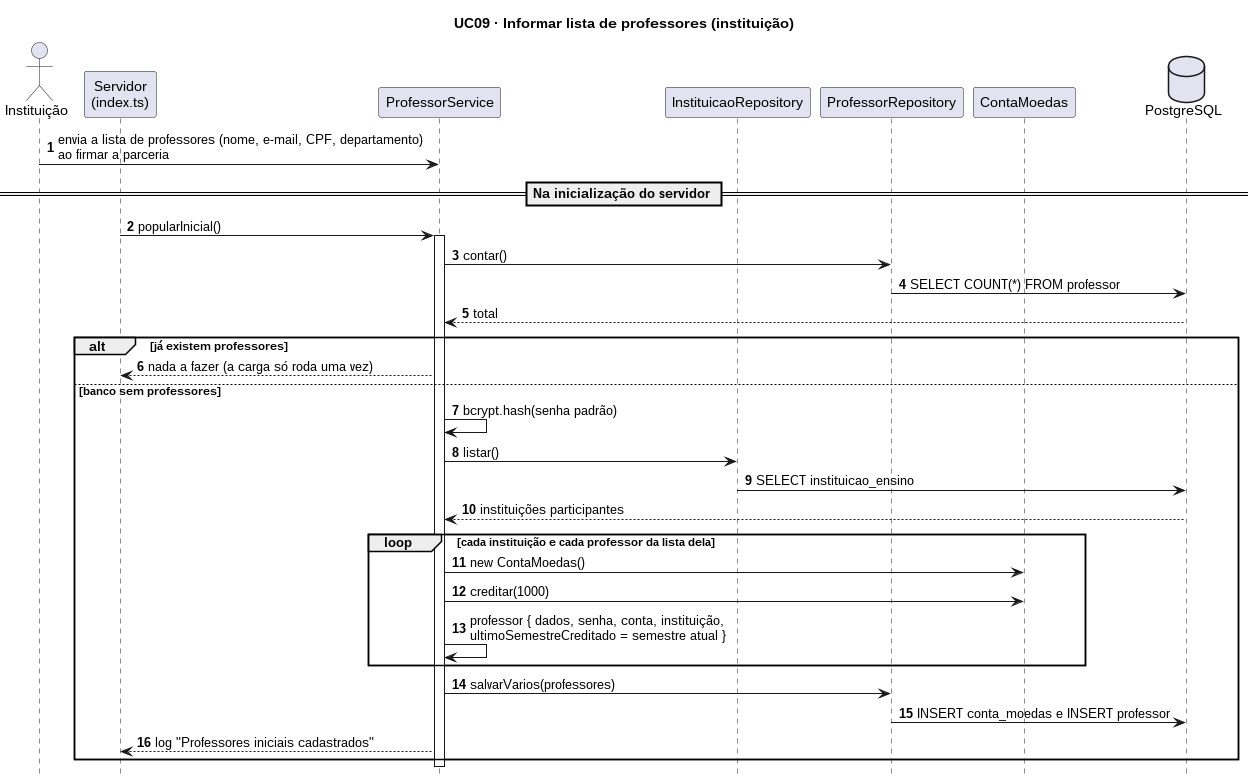 UC09 · Informar lista de professores (instituição)
Instituição
Servidor
(index.ts)
ProfessorService
InstituicaoRepository
ProfessorRepository
ContaMoedas
PostgreSQL
1 envia a lista de professores (nome, e-mail, CPF, departamento)
ao firmar a parceria
Na inicialização do servidor
2 popularInicial()
3 contar()
4 SELECT COUNT(*) FROM professor
5 total
alt [já existem professores]
6 nada a fazer (a carga só roda uma vez)
[banco sem professores]
7 bcrypt.hash(senha padrão)
8 listar()
9 SELECT instituicao_ensino
10 instituições participantes
loop [cada instituição e cada professor da lista dela]
11 new ContaMoedas()
12 creditar(1000)
13 professor { dados, senha, conta, instituição,
ultimoSemestreCreditado = semestre atual }
14 salvarVarios(professores)
15 INSERT conta_moedas e INSERT professor
16 log "Professores iniciais cadastrados"